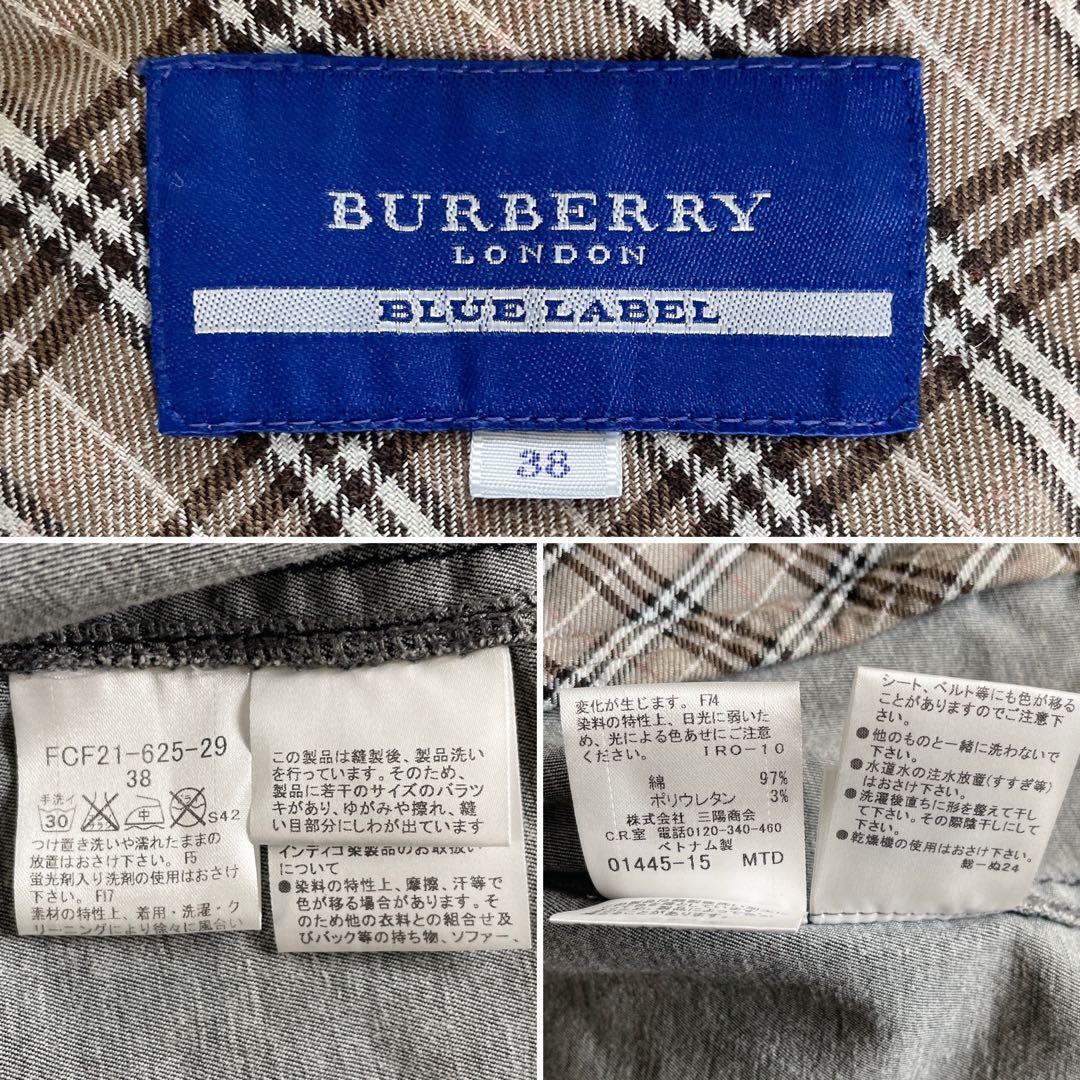 BURBERRY
LONDON
BLUE LABEL
38
FCF21-625-29
38
手洗イ
30
中
S42
つけ置き洗いや濡れたままの
放置はおさけ下さい。 F5
蛍光剤入り洗剤の使用はおさけ
下さい。 F17
素材の特性上、着用・洗濯・ク
リーニングにより徐々に風合い
この製品は縫製後、製品洗い
を行っています。そのため、
製品に若干のサイズのバラツ
キがあり、ゆがみや擦れ、縫
い目部分にしわが出ています
インディゴ染製品のお取扱い
について
●染料の特性上、摩擦、汗等で
色が移る場合があります。そ
のため他の衣料との組合せ及
びバック等の持ち物、ソファー、
変化が生じます。 F74
染料の特性上、日光に弱いた
め、光による色あせにご注意
ください。 IRO-10
綿 97%
ポリウレタン 3%
株式会社 三陽商会
C.R.室 電話0120-340-460
ベトナム製
01445-15 MTD
シート、ベルト等にも色が移る
ことがありますのでご注意下
さい。
●他のものと一緒に洗わないで
下さい。
●水道水の注水放置(すすぎ等)
はおさけ下さい。
●洗濯後直ちに形を整えて干し
て下さい。その際陰干しにして
下さい。
●乾燥機の使用はおさけ下さい。
総-ぬ24